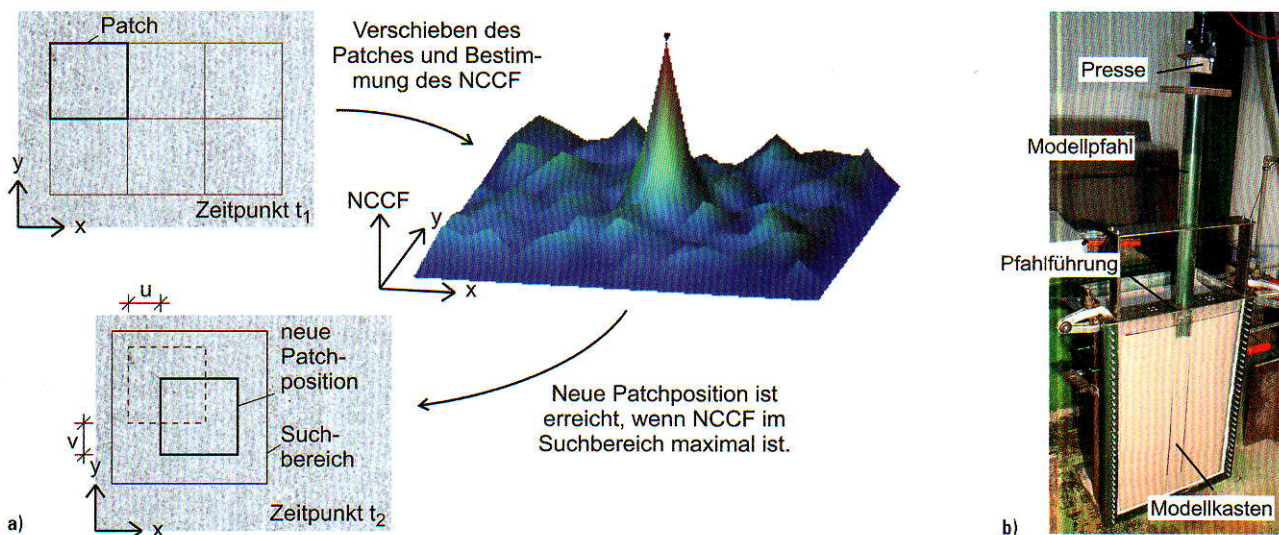 Patch
y
x
Zeitpunkt t1
Verschieben des
Patches und Bestim-
mung des NCCF
NCCF
y
x
u
v
neue
Patch-
position
Such-
bereich
y
x
Zeitpunkt t2
Neue Patchposition ist
erreicht, wenn NCCF im
Suchbereich maximal ist.
a)
Presse
Modellpfahl
Pfahlführung
Modellkasten
b)